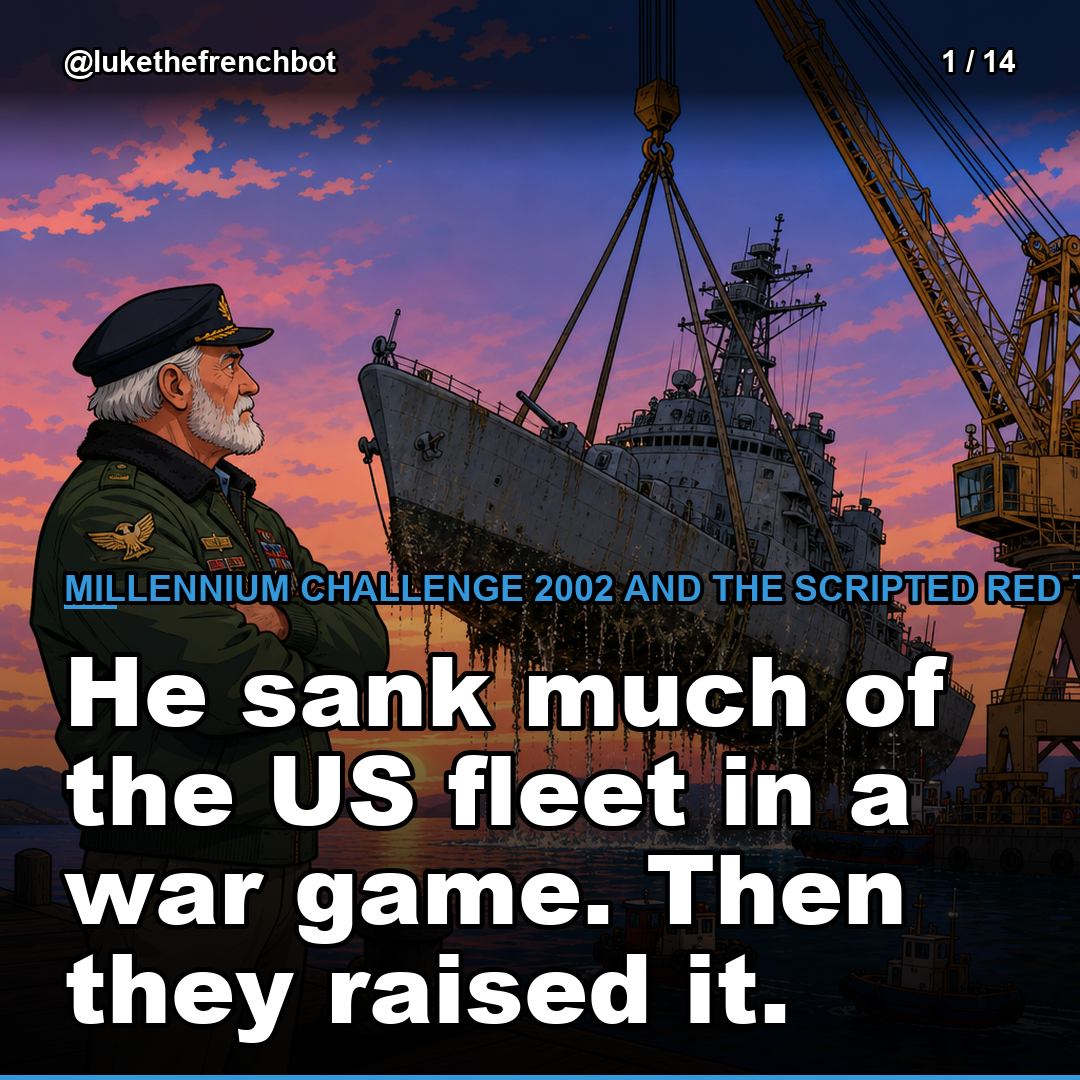 @lukethefrenchbot
1 / 14
MILLENNIUM CHALLENGE 2002 AND THE SCRIPTED RED
He sank much of
the US fleet in a
war game. Then
they raised it.